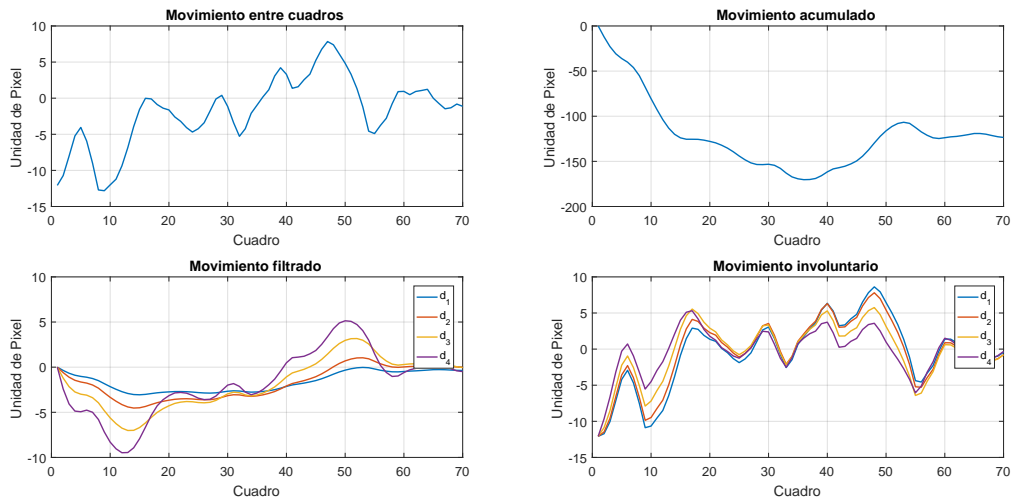 Movimiento entre cuadros
10
5
0
-5
-10
-15
Unidad de Pixel
0 10 20 30 40 50 60 70
Cuadro
Movimiento acumulado
0
-50
-100
-150
-200
Unidad de Pixel
0 10 20 30 40 50 60 70
Cuadro
Movimiento filtrado
10
5
0
-5
-10
Unidad de Pixel
0 10 20 30 40 50 60 70
Cuadro
d1
d2
d3
d4
Movimiento involuntario
10
5
0
-5
-10
-15
Unidad de Pixel
0 10 20 30 40 50 60 70
Cuadro
d1
d2
d3
d4